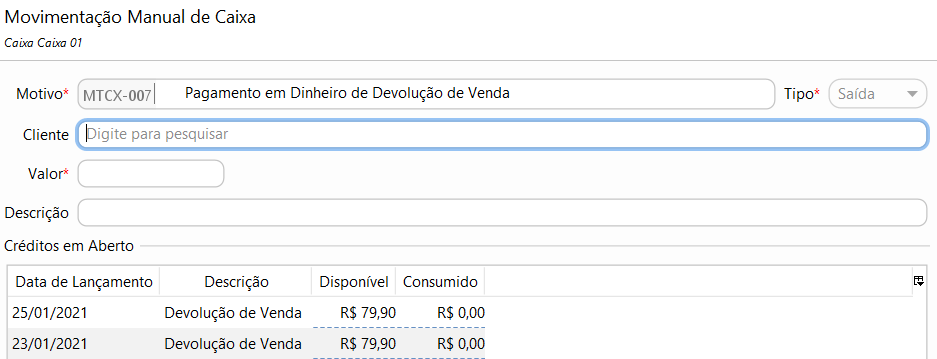 Movimentação Manual de Caixa
Caixa Caixa 01
Motivo* MTCX-007 Pagamento em Dinheiro de Devolução de Venda Tipo* Saída
Cliente Digite para pesquisar
Valor*
Descrição
Créditos em Aberto
Data de Lançamento Descrição Disponível Consumido
25/01/2021 Devolução de Venda R$ 79,90 R$ 0,00
23/01/2021 Devolução de Venda R$ 79,90 R$ 0,00